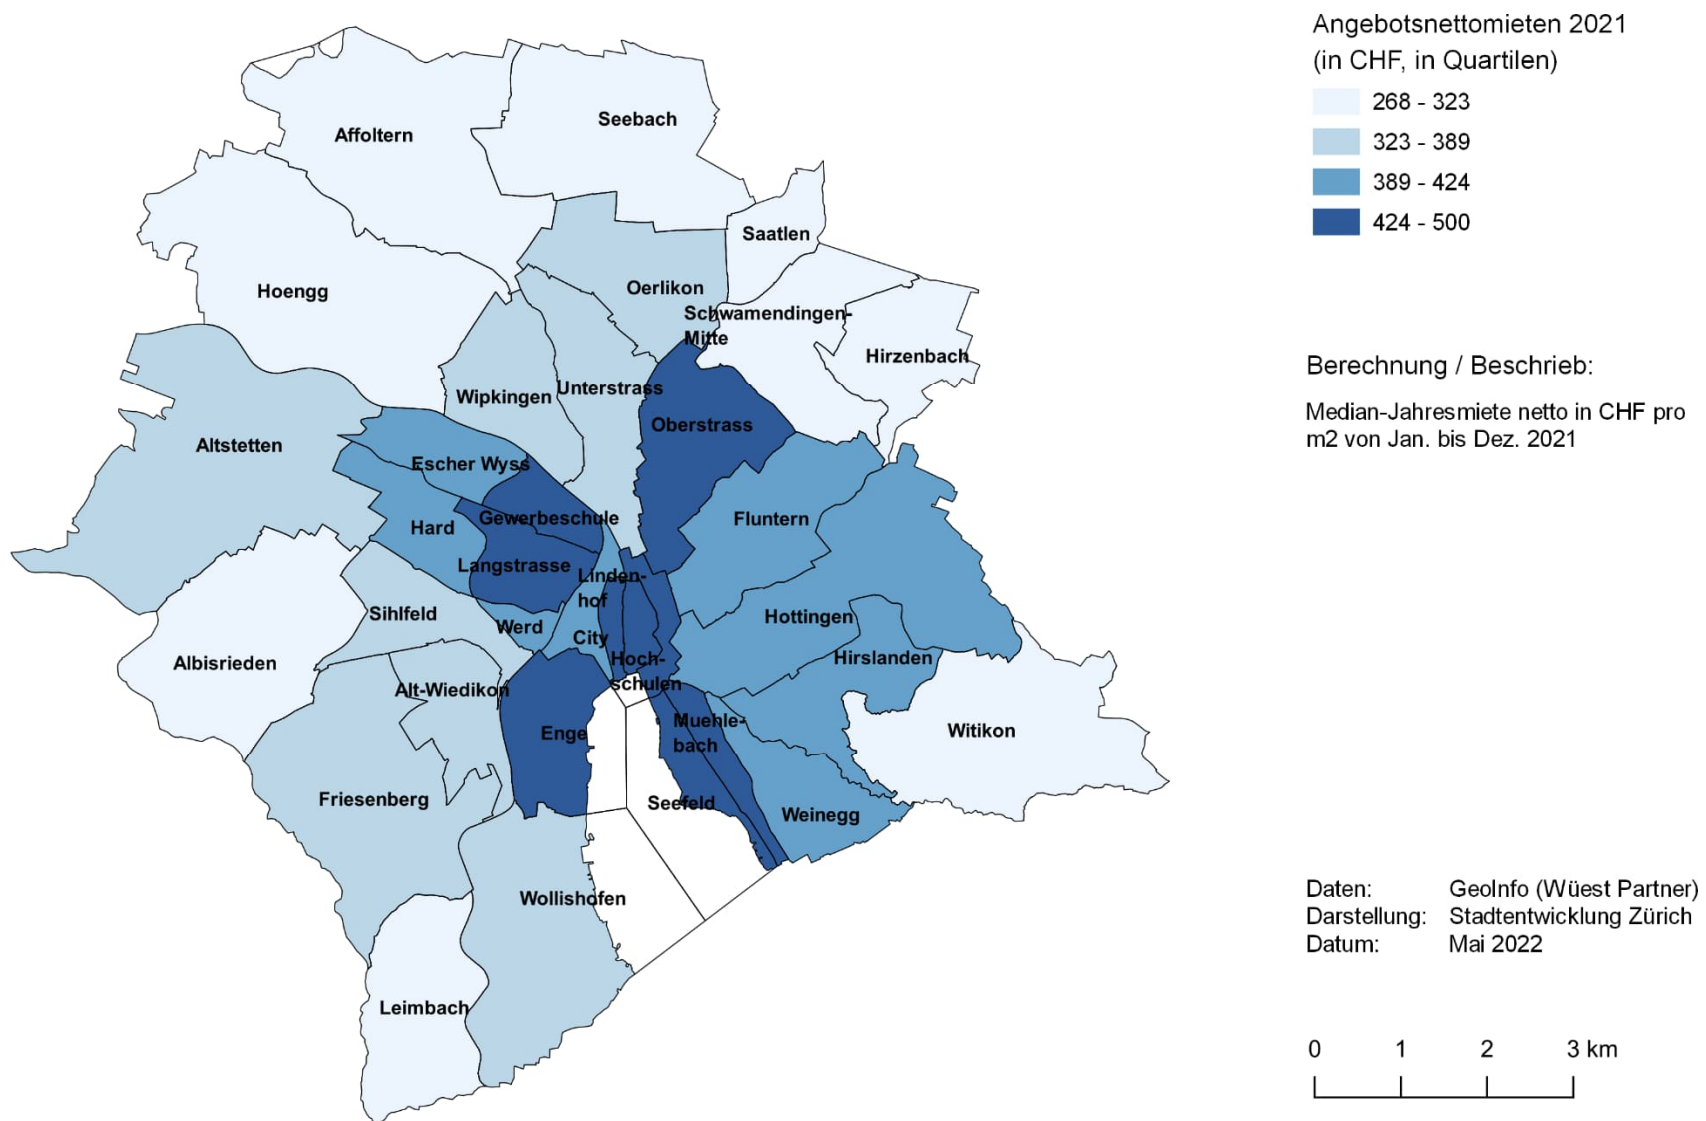 Angebotsnettomieten 2021
(in CHF, in Quartilen)
268 - 323
323 - 389
389 - 424
424 - 500
Berechnung / Beschrieb:
Median-Jahresmiete netto in CHF pro
m2 von Jan. bis Dez. 2021
Daten: GeoInfo (Wüest Partner)
Darstellung: Stadtentwicklung Zürich
Datum: Mai 2022
0 1 2 3 km
Affoltern
Seebach
Saatlen
Hoengg
Oerlikon
Schwamendingen-
Mitte
Hirzenbach
Wipkingen
Unterstrass
Oberstrass
Altstetten
Escher Wyss
Gewerbeschule
Fluntern
Hard
Langstrasse
Linden-
hof
Sihlfeld
Werd
City
Hottingen
Hirslanden
Albisrieden
Hoch-
schulen
Alt-Wiedikon
Enge
Muehle-
bach
Witikon
Friesenberg
Seefeld
Weinegg
Wollishofen
Leimbach